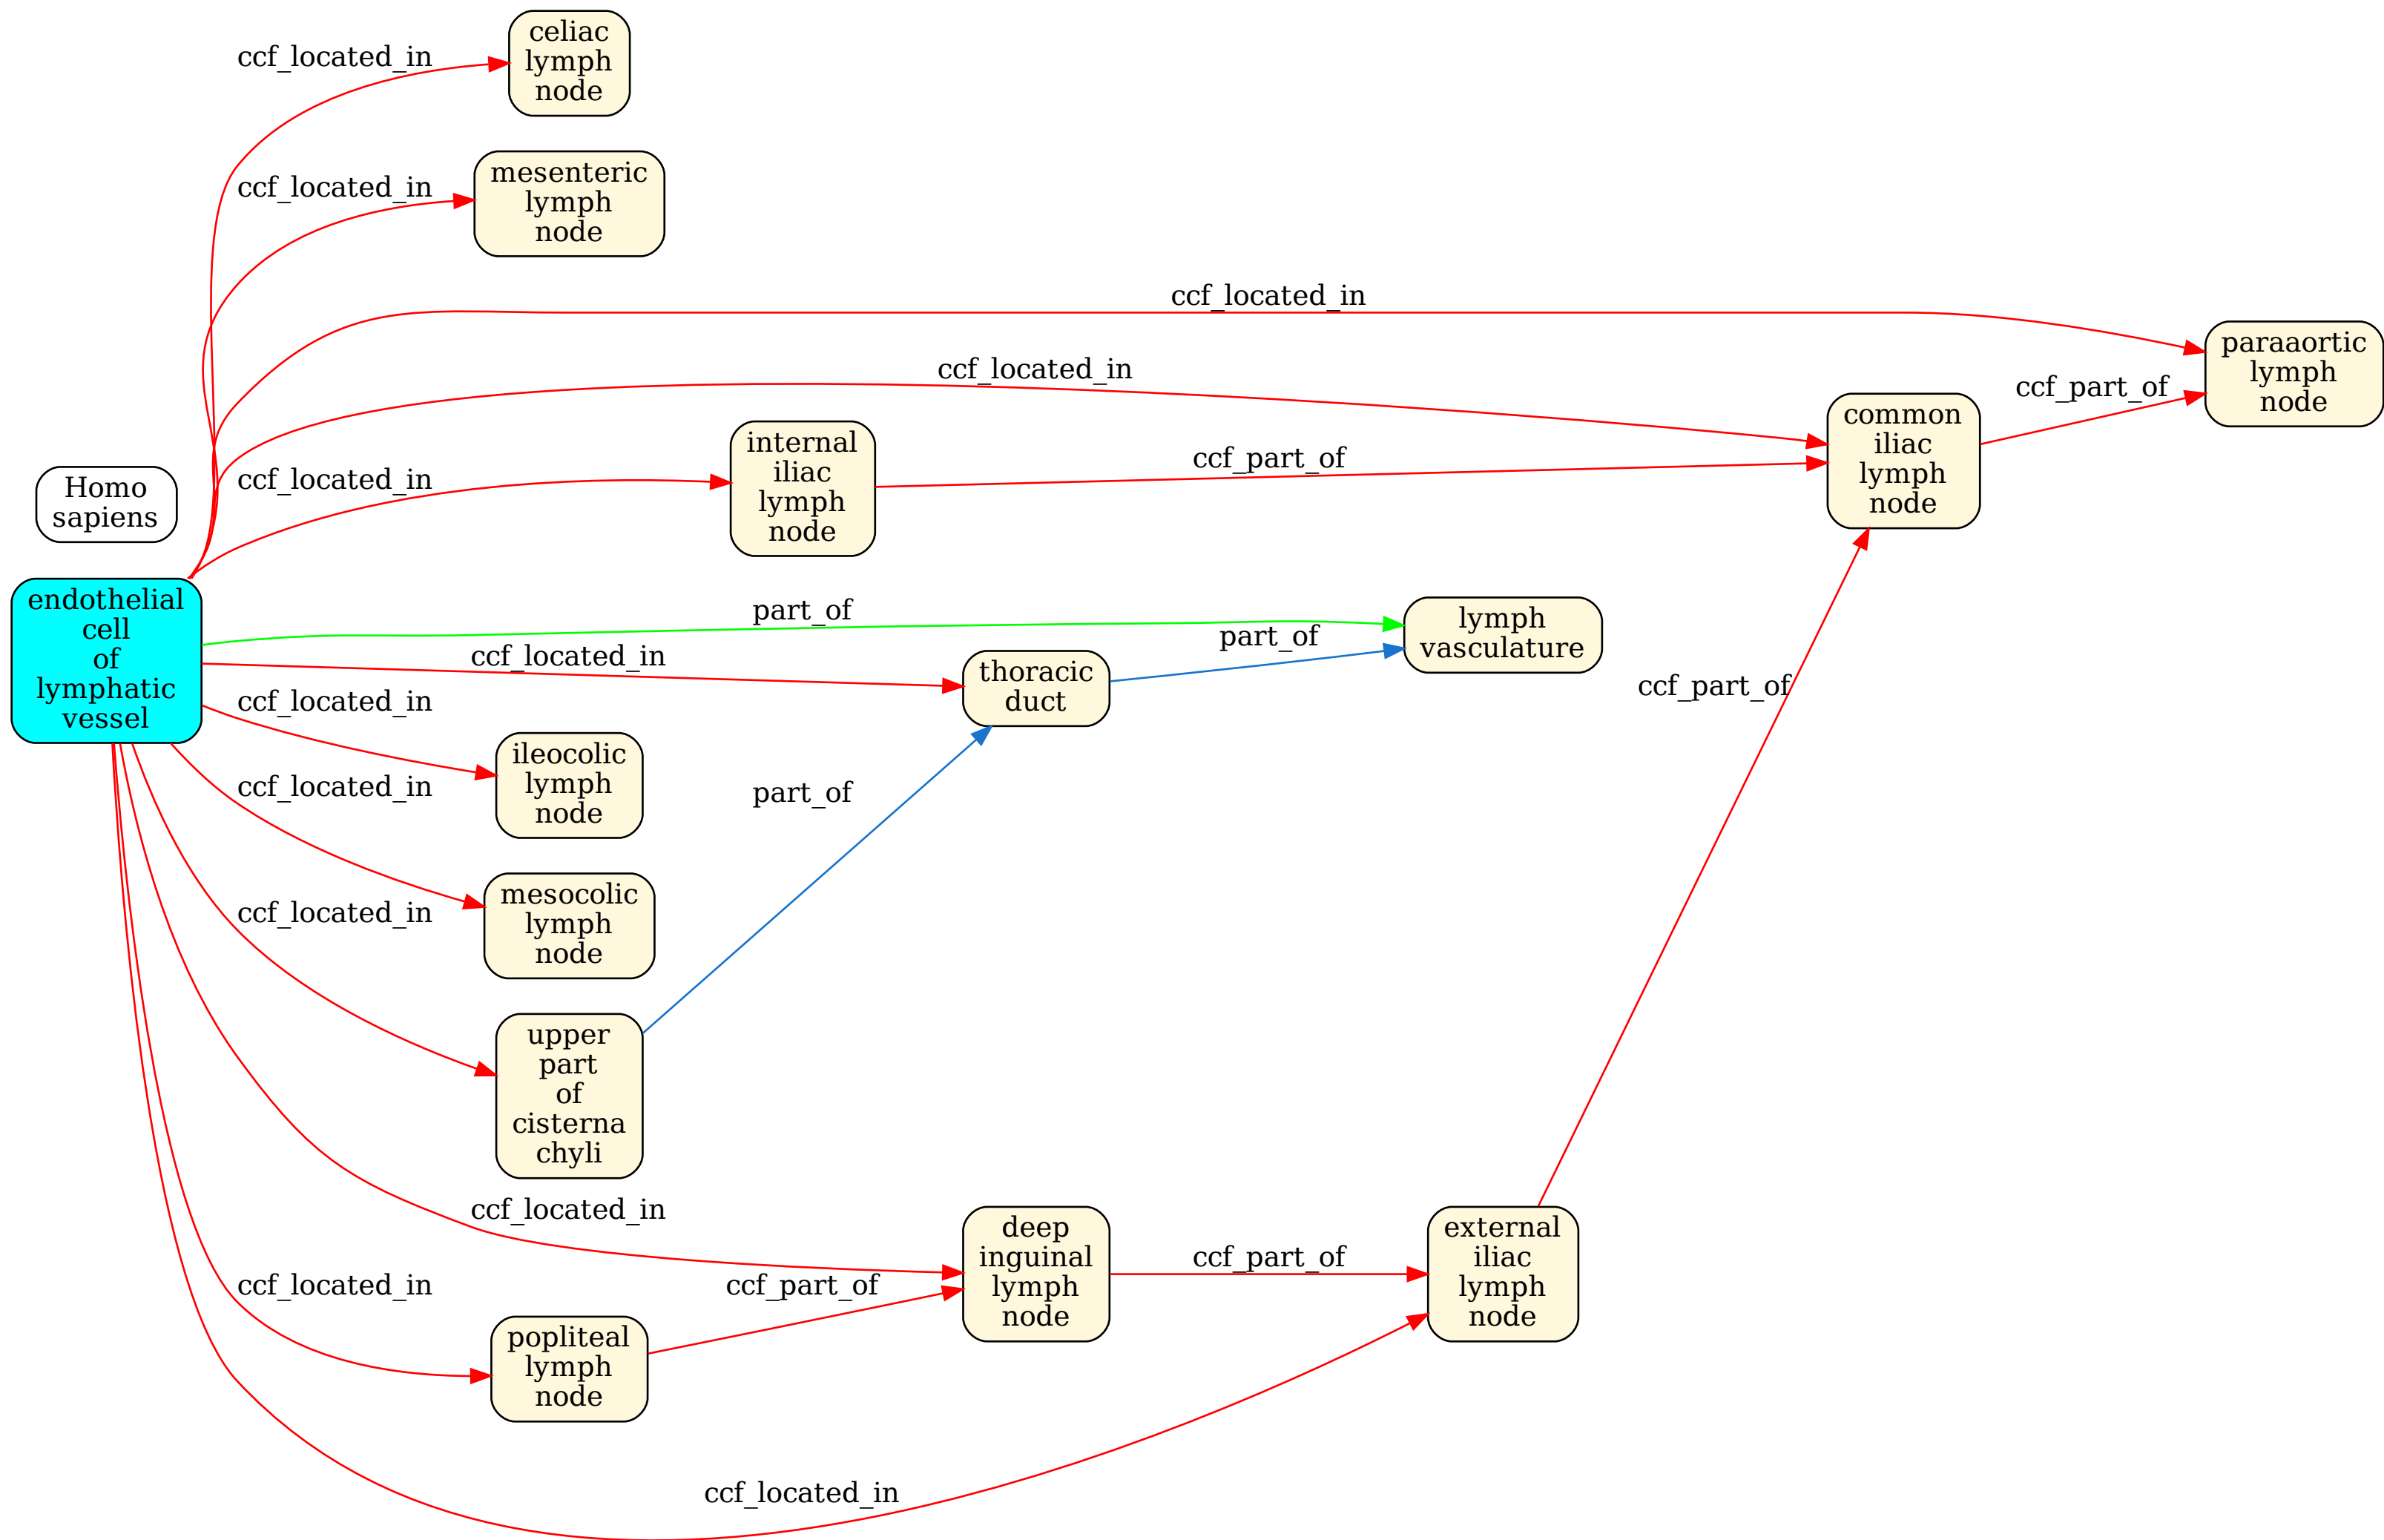 celiac
lymph
node
ccf_located_in
mesenteric
lymph
node
ccf_located_in
ccf_located_in
paraaortic
lymph
node
ccf_located_in
ccf_part_of
common
iliac
lymph
node
internal
iliac
lymph
node
ccf_part_of
ccf_located_in
Homo
sapiens
endothelial
cell
of
lymphatic
vessel
part_of
lymph
vasculature
part_of
ccf_located_in
thoracic
duct
ccf_part_of
ccf_located_in
ileocolic
lymph
node
ccf_located_in
part_of
mesocolic
lymph
node
ccf_located_in
upper
part
of
cisterna
chyli
ccf_located_in
deep
inguinal
lymph
node
ccf_part_of
external
iliac
lymph
node
ccf_located_in
ccf_part_of
popliteal
lymph
node
ccf_located_in